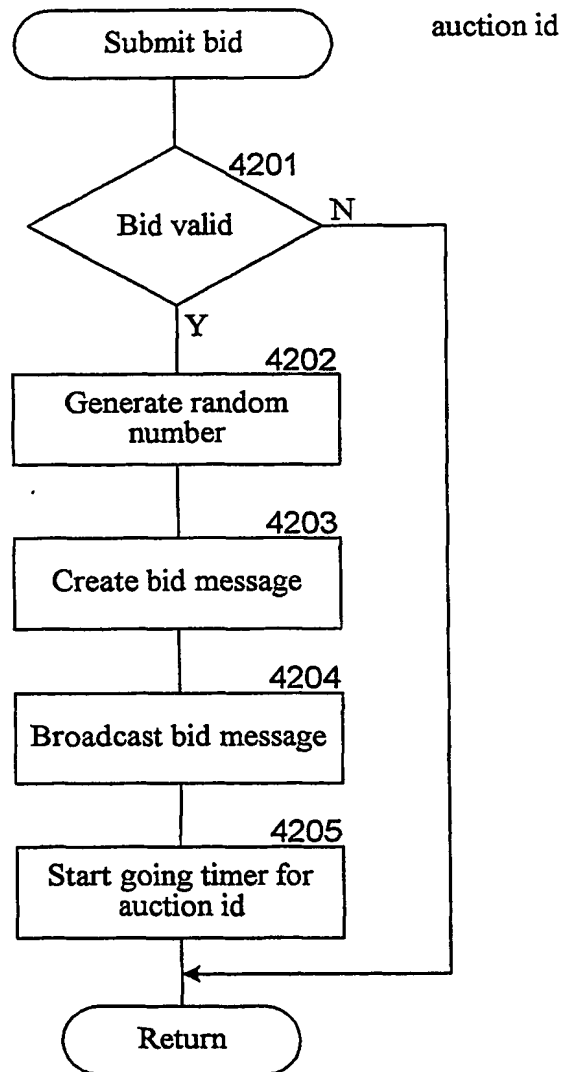 Submit bid
auction id
4201
Bid valid
N
Y
4202
Generate random
number
4203
Create bid message
4204
Broadcast bid message
4205
Start going timer for
auction id
Return